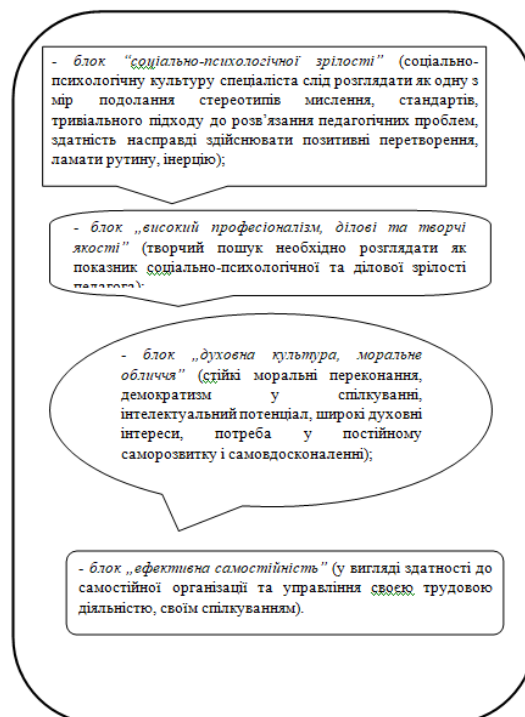 - блок “соціально-психологічної зрілості” (соціально-
психологічну культуру спеціаліста слід розглядати як одну з
мір подолання стереотипів мислення, стандартів,
тривіального підходу до розв’язання педагогічних проблем,
здатність насправді здійснювати позитивні перетворення,
ламати рутину, інерцію);
- блок „високий професіоналізм, ділові та творчі
якості” (творчий пошук необхідно розглядати як
показник соціально-психологічної та ділової зрілості
педагога);
- блок „духовна культура, моральне
обличчя” (стійкі моральні переконання,
демократизм у спілкуванні,
інтелектуальний потенціал, широкі духовні
інтереси, потреба у постійному
саморозвитку і самовдосконаленні);
- блок „ефективна самостійність” (у вигляді здатності до
самостійної організації та управління своєю трудовою
діяльністю, своїм спілкуванням).